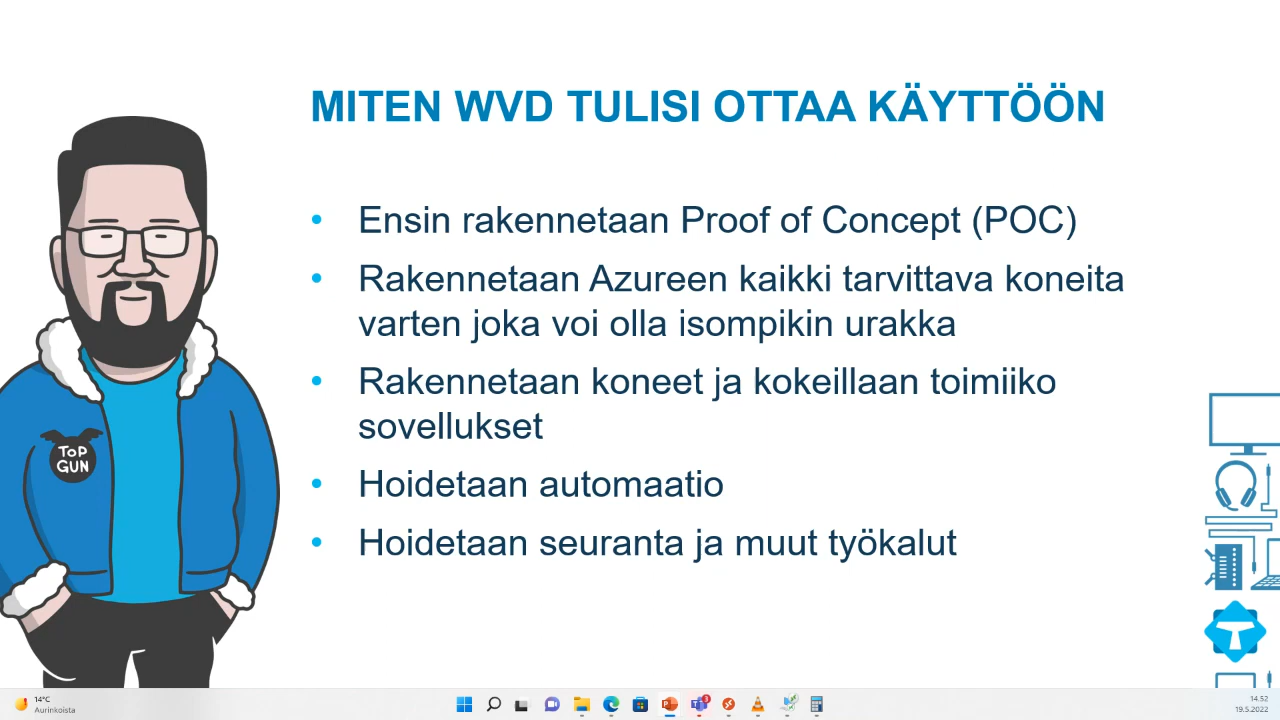 MITEN WVD TULISI OTTAA KÄYTTÖÖN
• Ensin rakennetaan Proof of Concept (POC)
• Rakennetaan Azureen kaikki tarvittava koneita
varten joka voi olla isompikin urakka
• Rakennetaan koneet ja kokeillaan toimiiko
sovellukset
• Hoidetaan automaatio
• Hoidetaan seuranta ja muut työkalut
TOP
GUN
14°C
Aurinkoista
14.52
19.5.2022